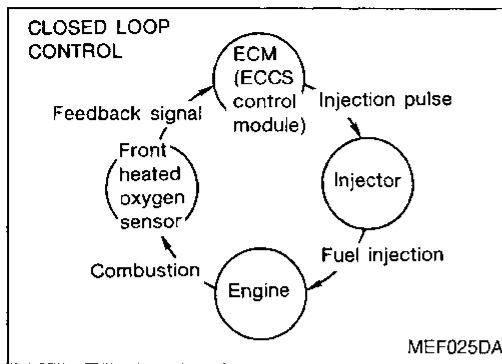 CLOSED LOOP
CONTROL
ECM
(ECCS
control
module)
Injection pulse
Injector
Fuel injection
Engine
Combustion
Front
heated
oxygen
sensor
Feedback signal
MEF025DA